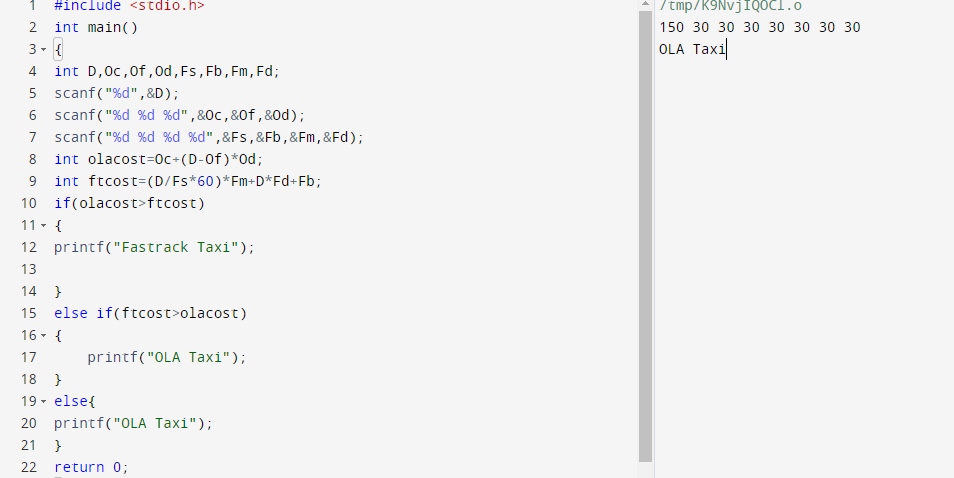 1 #include <stdio.h>
2 int main()
3 {
4 int D,Oc,Of,Od,Fs,Fb,Fm,Fd;
5 scanf("%d",&D);
6 scanf("%d %d %d",&Oc,&Of,&Od);
7 scanf("%d %d %d %d",&Fs,&Fb,&Fm,&Fd);
8 int olacost=Oc+(D-Of)*Od;
9 int ftcost=(D/Fs*60)*Fm+D*Fd+Fb;
10 if(olacost>ftcost)
11 {
12 printf("Fastrack Taxi");
13
14 }
15 else if(ftcost>olacost)
16 {
17     printf("OLA Taxi");
18 }
19 else{
20 printf("OLA Taxi");
21 }
22 return 0;
/tmp/K9NvjIQOCl.o
150 30 30 30 30 30 30 30
OLA Taxi